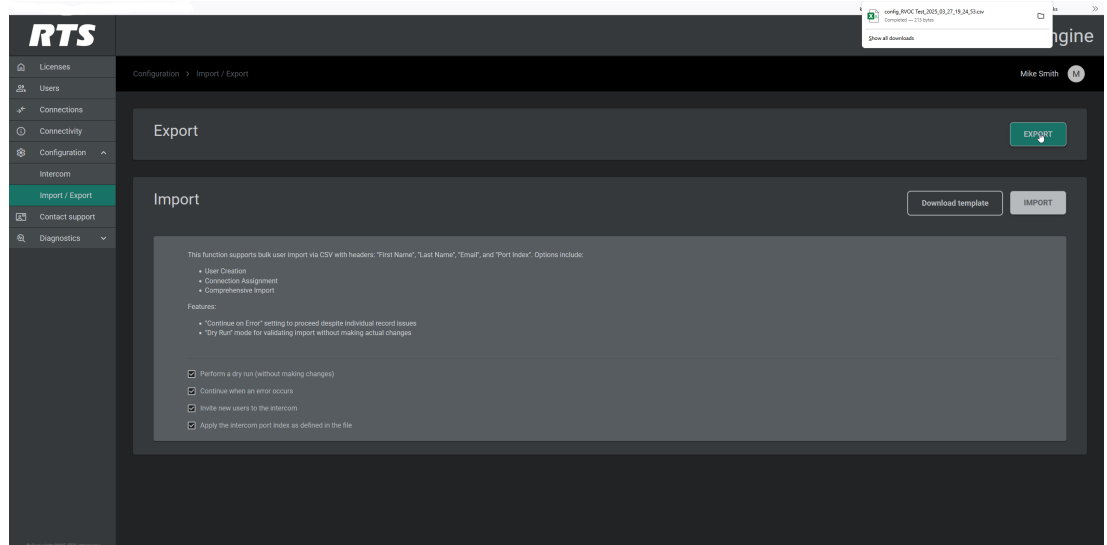 config_RVOC Test_2025_03_27_19_24_53.csv
Completed — 213 bytes
Show all downloads
RTS
ngine
Licenses
Configuration > Import / Export
Mike Smith
M
Users
Connections
Connectivity
Configuration
Intercom
Import / Export
Contact support
Diagnostics
Export
EXPORT
Import
Download template
IMPORT
This function supports bulk user import via CSV with headers: "First Name", "Last Name", "Email", and "Port Index". Options include:
• User Creation
• Connection Assignment
• Comprehensive Import
Features:
• "Continue on Error" setting to proceed despite individual record issues
• "Dry Run" mode for validating import without making actual changes
Perform a dry run (without making changes)
Continue when an error occurs
Invite new users to the intercom
Apply the intercom port index as defined in the file